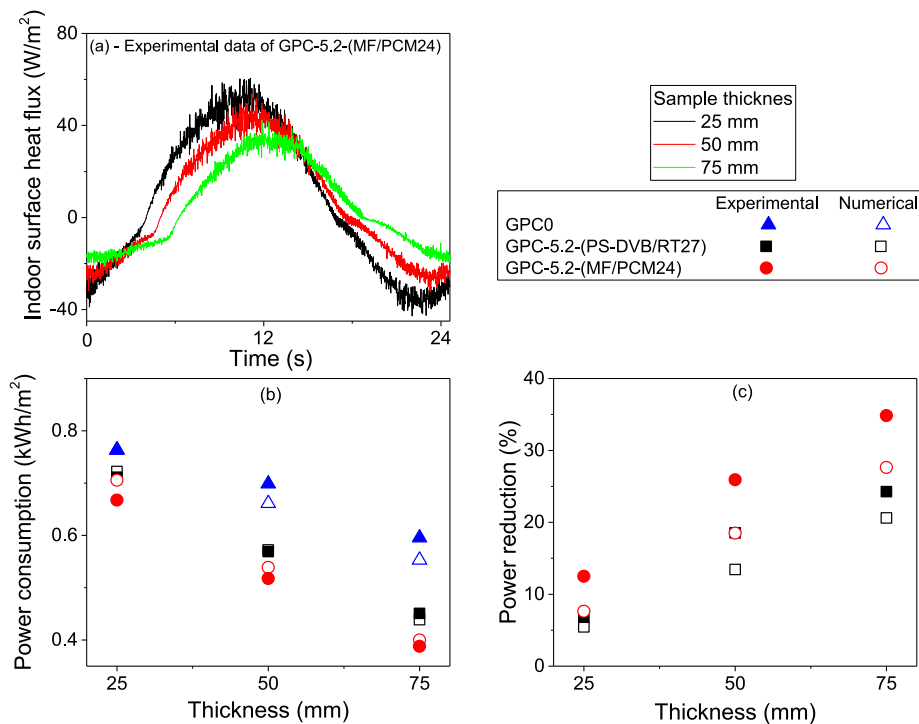 (a) - Experimental data of GPC-5.2-(MF/PCM24)
Indoor surface heat flux (W/m²)
80
40
0
-40
0
12
24
Time (s)
Sample thicknes
25 mm
50 mm
75 mm
Experimental Numerical
GPC0
GPC-5.2-(PS-DVB/RT27)
GPC-5.2-(MF/PCM24)
(b)
Power consumption (kWh/m²)
0.8
0.6
0.4
25
50
75
Thickness (mm)
(c)
Power reduction (%)
40
30
20
10
0
25
50
75
Thickness (mm)